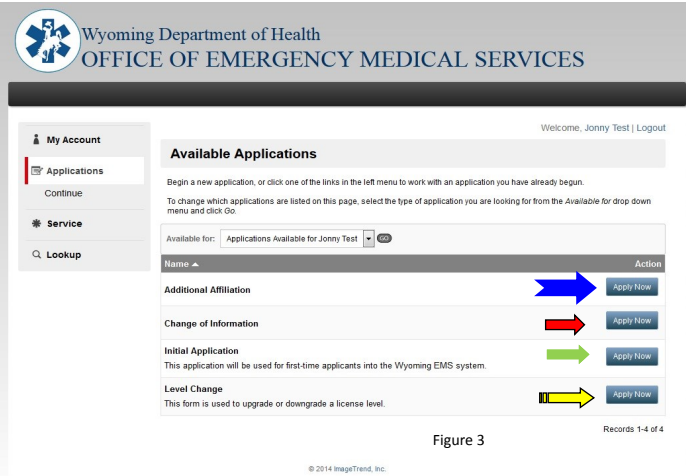 Wyoming Department of Health
OFFICE OF EMERGENCY MEDICAL SERVICES
Welcome, Jonny Test | Logout
My Account
Applications
Continue
Service
Lookup
Available Applications
Begin a new application, or click one of the links in the left menu to work with an application you have already begun.
To change which applications are listed on this page, select the type of application you are looking for from the Available for drop down
menu and click Go.
Available for: Applications Available for Jonny Test GO
Name Action
Additional Affiliation Apply Now
Change of Information Apply Now
Initial Application
This application will be used for first-time applicants into the Wyoming EMS system. Apply Now
Level Change
This form is used to upgrade or downgrade a license level. Apply Now
Records 1-4 of 4
Figure 3
© 2014 ImageTrend, Inc.